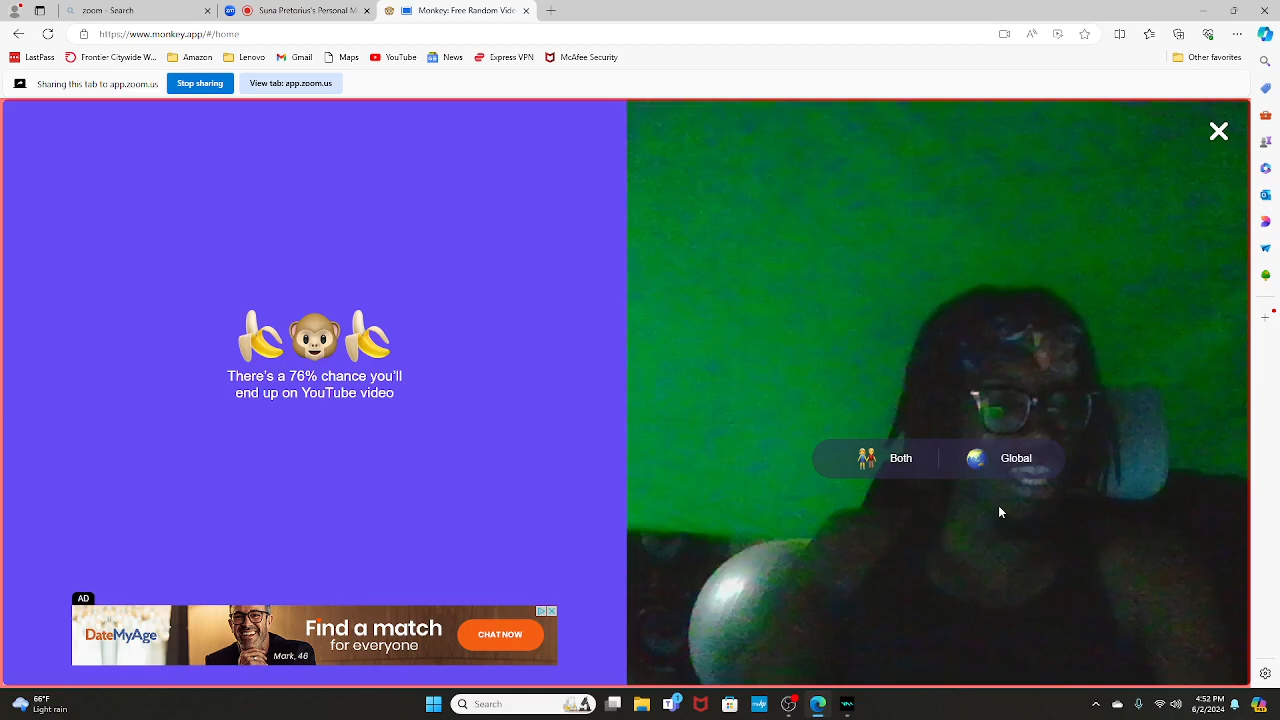 zoom - Search
Suna Pretorius's Personal M
Monkey: Free Random Vide
https://www.monkey.app/#/home
LastPass
Frontier Citywide W...
Amazon
Lenovo
Gmail
Maps
YouTube
News
Express VPN
McAfee Security
Other favorites
Sharing this tab to app.zoom.us
Stop sharing
View tab: app.zoom.us
There's a 76% chance you'll
end up on YouTube video
Both
Global
AD
DateMyAge
Find a match
for everyone
Mark, 46
CHAT NOW
66°F
Light rain
Search
4:52 PM
6/7/2024